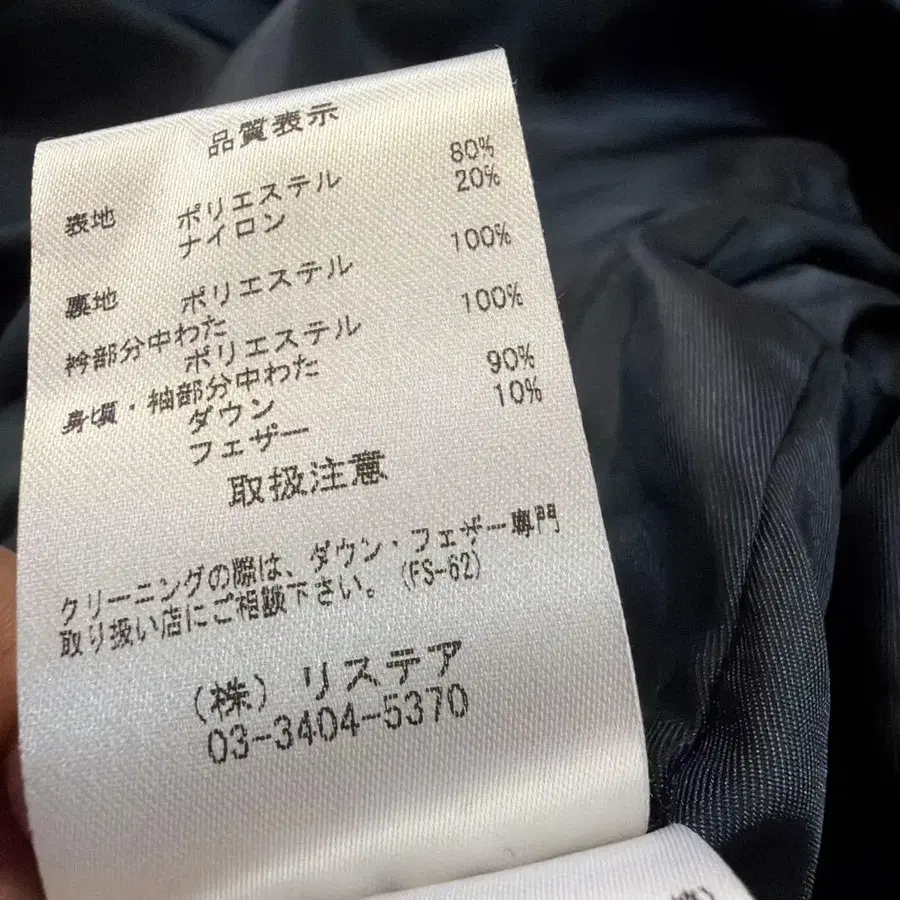 品質表示
表地 ポリエステル 80%
ナイロン 20%
裏地 ポリエステル 100%
衿部分中わた
ポリエステル 100%
身頃・袖部分中わた
ダウン 90%
フェザー 10%
取扱注意
クリーニングの際は、ダウン・フェザー専門
取り扱い店にご相談下さい。(FS-62)
(株) リステア
03-3404-5370